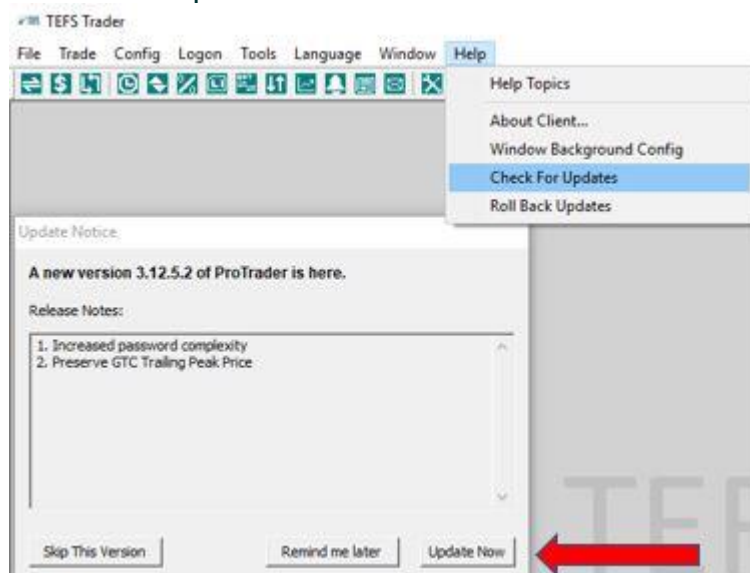 TEFS Trader
File Trade Config Logon Tools Language Window Help
Help Topics
About Client...
Window Background Config
Check For Updates
Roll Back Updates
Update Notice
A new version 3.12.5.2 of ProTrader is here.
Release Notes:
1. Increased password complexity
2. Preserve GTC Trailing Peak Price
Skip This Version Remind me later Update Now
TEF